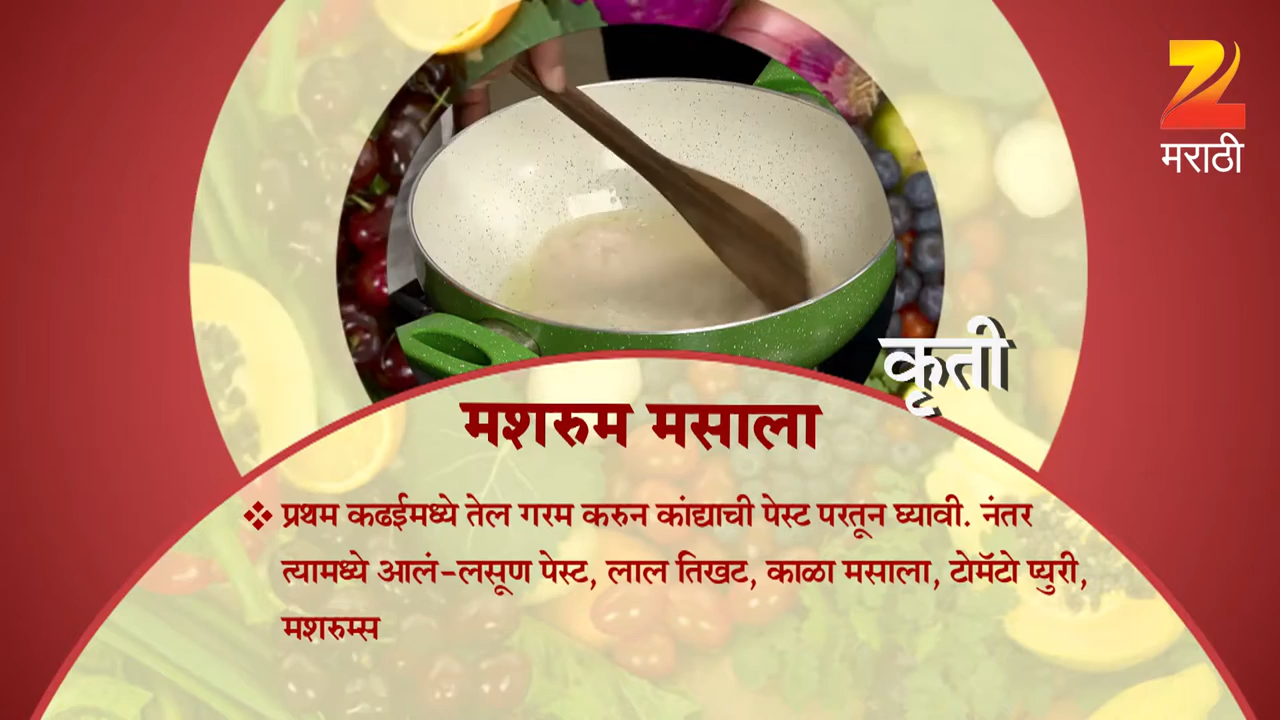 मराठी
कृती
मशरुम मसाला
❖ प्रथम कढईमध्ये तेल गरम करुन कांद्याची पेस्ट परतून घ्यावी. नंतर
त्यामध्ये आलं-लसूण पेस्ट, लाल तिखट, काळा मसाला, टोमॅटो प्युरी,
मशरुम्स